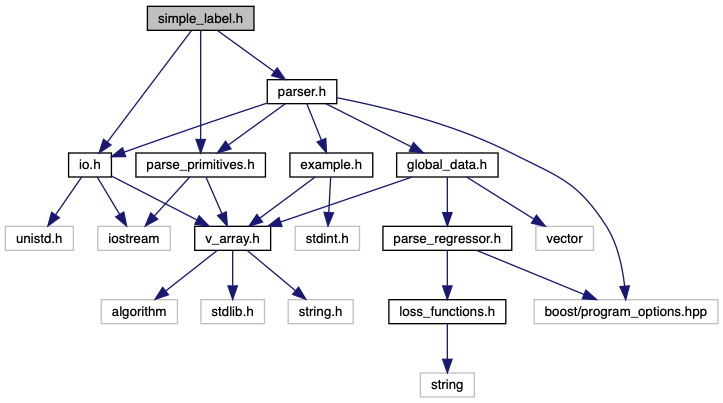 simple_label.h
parser.h
io.h
parse_primitives.h
example.h
global_data.h
unistd.h
iostream
v_array.h
stdint.h
parse_regressor.h
vector
algorithm
stdlib.h
string.h
loss_functions.h
boost/program_options.hpp
string